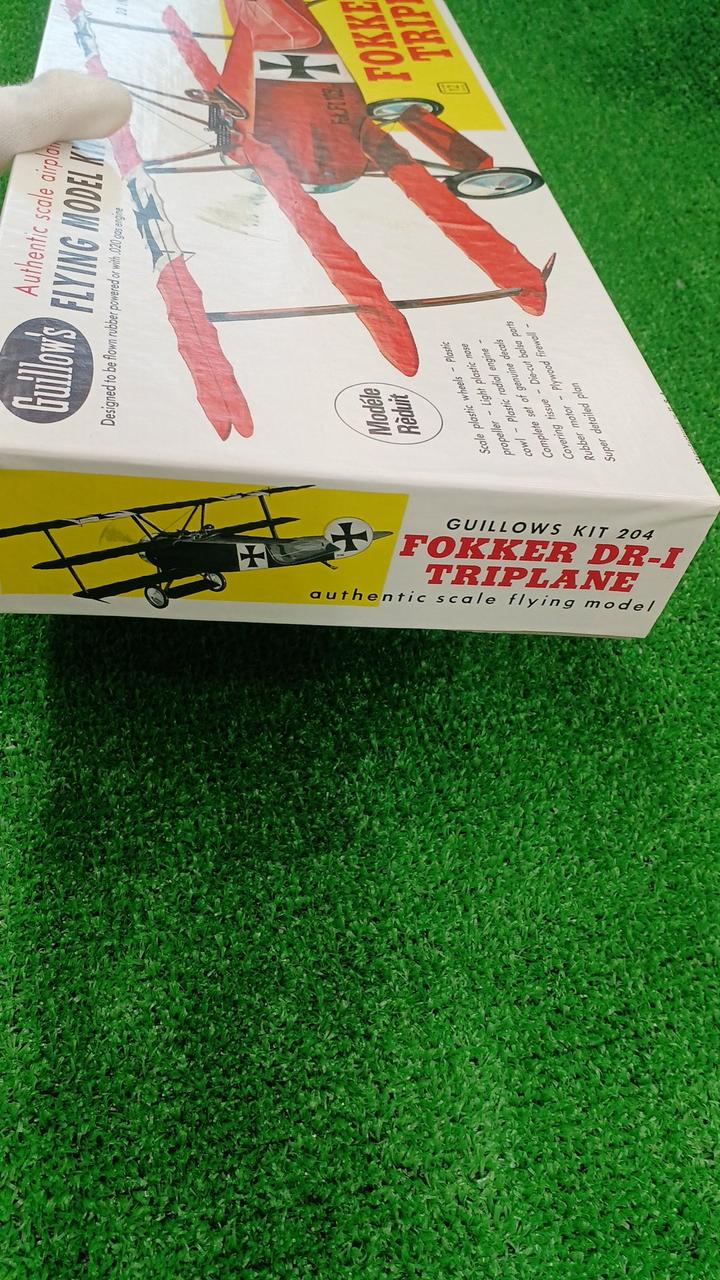 FOKKE
TRIPL
Authentic scale airplan
FLYING MODEL KI
Designed to be flown rubber powered or with .020 gas engine
Guillow's
Modèle
Réduit
Scale plastic wheels - Plastic
propeller - Light plastic nose
cowl - Plastic radial engine -
Complete set of genuine decals
Covering tissue - Die-cut balsa parts
Rubber motor - Plywood Firewall -
Super detailed plan
GUILLOWS KIT 204
FOKKER DR-I
TRIPLANE
authentic scale flying model